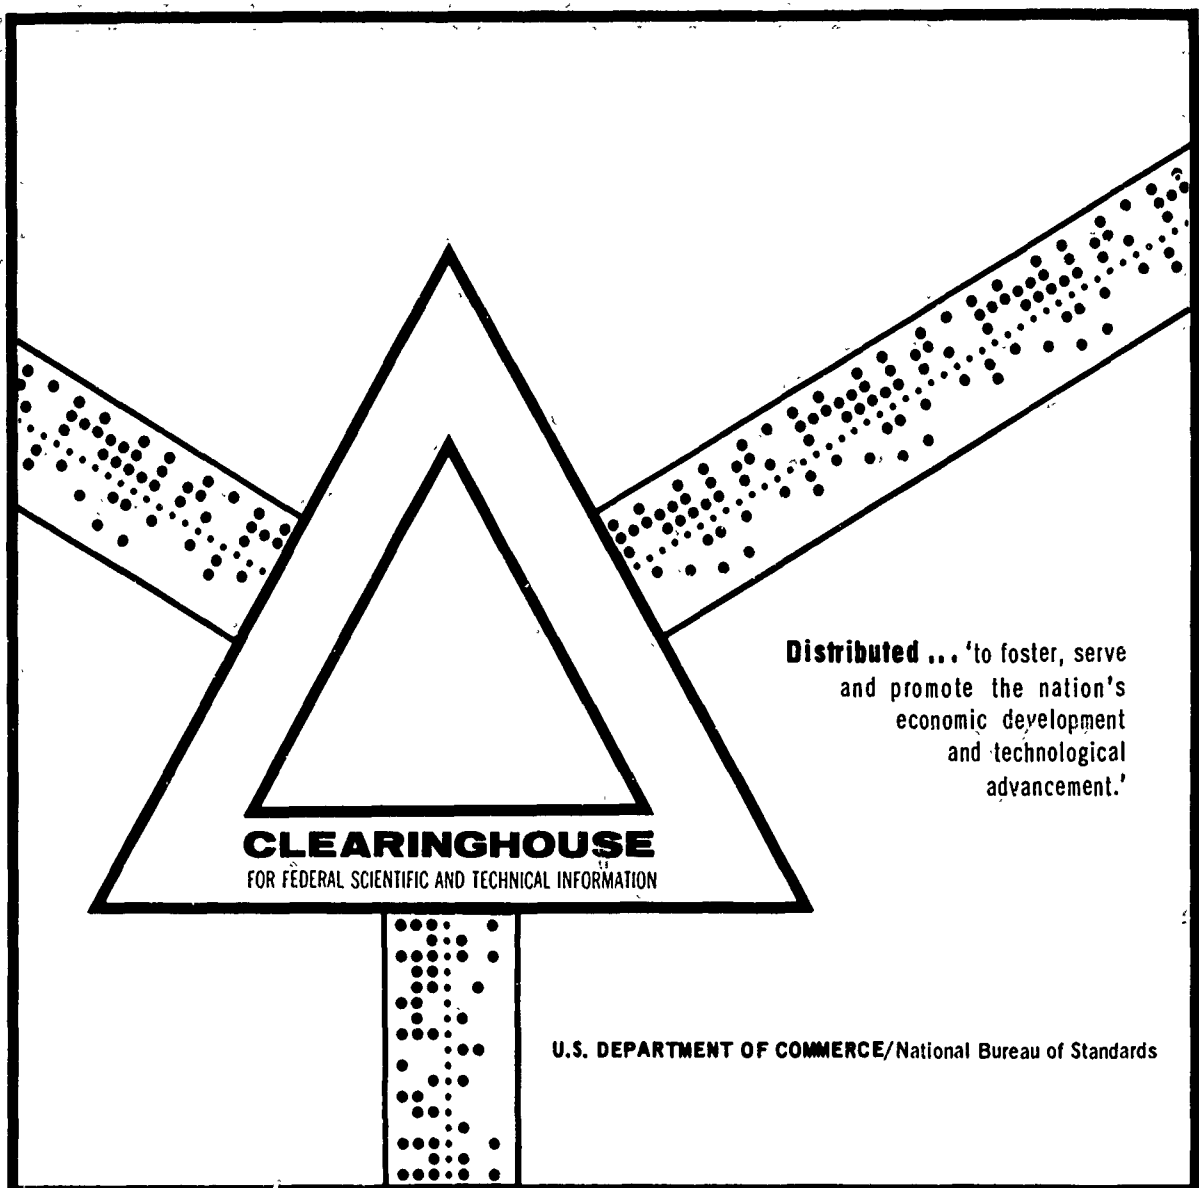 Distributed ... 'to foster, serve
and promote the nation's
economic development
and technological
advancement.'
CLEARINGHOUSE
FOR FEDERAL SCIENTIFIC AND TECHNICAL INFORMATION
U.S. DEPARTMENT OF COMMERCE/National Bureau of Standards